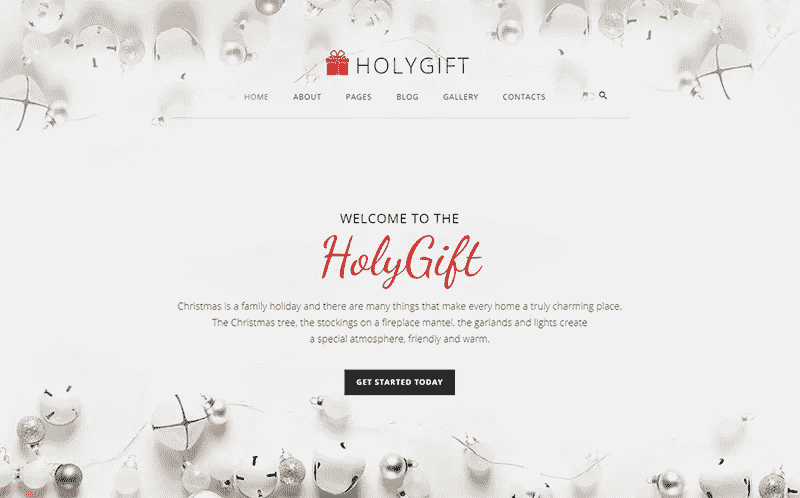 HOLYGIFT
HOME ABOUT PAGES BLOG GALLERY CONTACTS
WELCOME TO THE
HolyGift
Christmas is a family holiday and there are many things that make every home a truly charming place.
The Christmas tree, the stockings on a fireplace mantel, the garlands and lights create
a special atmosphere, friendly and warm.
GET STARTED TODAY